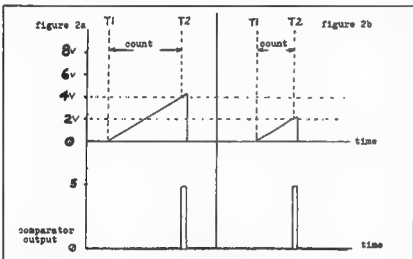 figure 2a T1 T2 T1 T2 figure 2b
count count
8v
6v
4v
2v
0 time
5
comparator
output 0 time